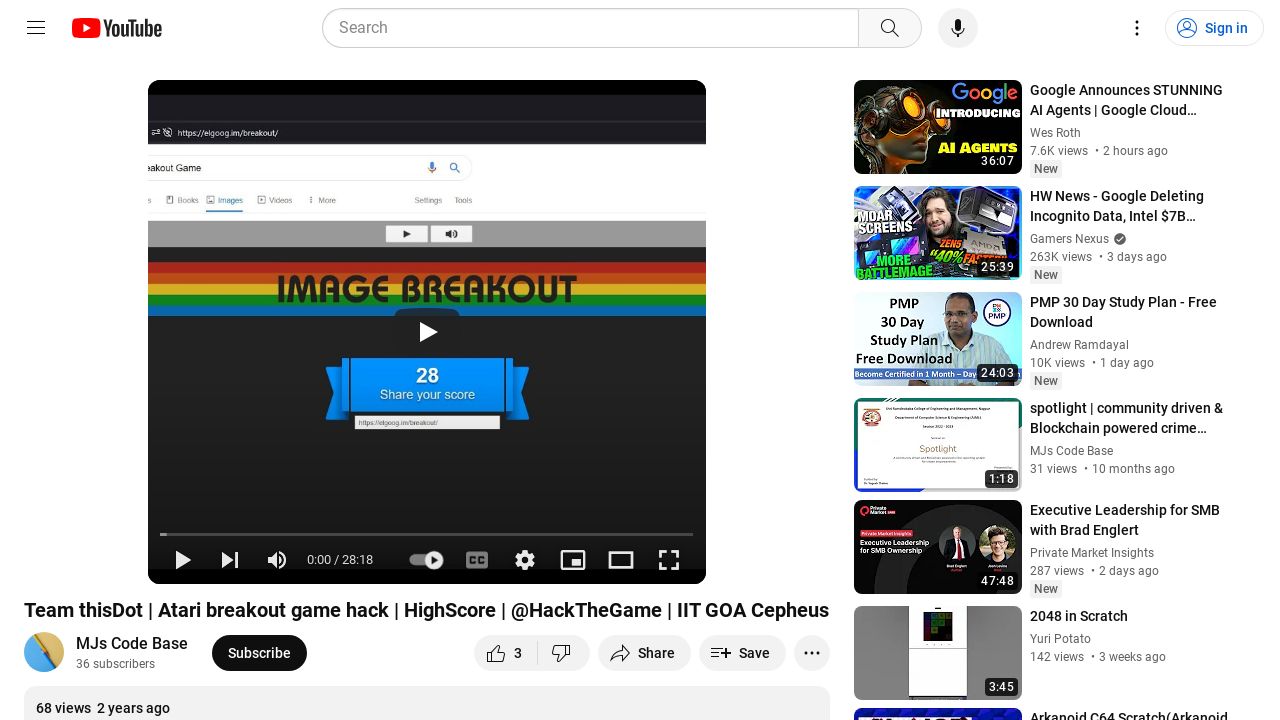 YouTube
Search
Sign in
https://elgoog.im/breakout/
eakout Game
Books
Images
Videos
More
Settings
Tools
IMAGE BREAKOUT
28
Share your score
https://elgoog.im/breakout/
0:00 / 28:18
CC
Team thisDot | Atari breakout game hack | HighScore | @HackTheGame | IIT GOA Cepheus
MJs Code Base
36 subscribers
Subscribe
3
Share
Save
68 views 2 years ago
Google
INTRODUCING
AI AGENTS
36:07
Google Announces STUNNING
AI Agents | Google Cloud…
Wes Roth
7.6K views • 2 hours ago
New
MOAR
SCREENS
ZEN5
"40% FASTER"
AMD
MORE
BATTLEMAGE
25:39
HW News - Google Deleting
Incognito Data, Intel $7B…
Gamers Nexus
263K views • 3 days ago
New
PMP
30 Day
Study Plan
Free Download
PMP
24:03
PMP 30 Day Study Plan - Free
Download
Andrew Ramdayal
10K views • 1 day ago
New
Spotlight
1:18
spotlight | community driven &
Blockchain powered crime…
MJs Code Base
31 views • 10 months ago
Private
Market
Private Market Insights
Executive Leadership
for SMB Ownership
47:48
Executive Leadership for SMB
with Brad Englert
Private Market Insights
287 views • 2 days ago
New
3:45
2048 in Scratch
Yuri Potato
142 views • 3 weeks ago
Arkanoid C64 Scratch(Arkanoid